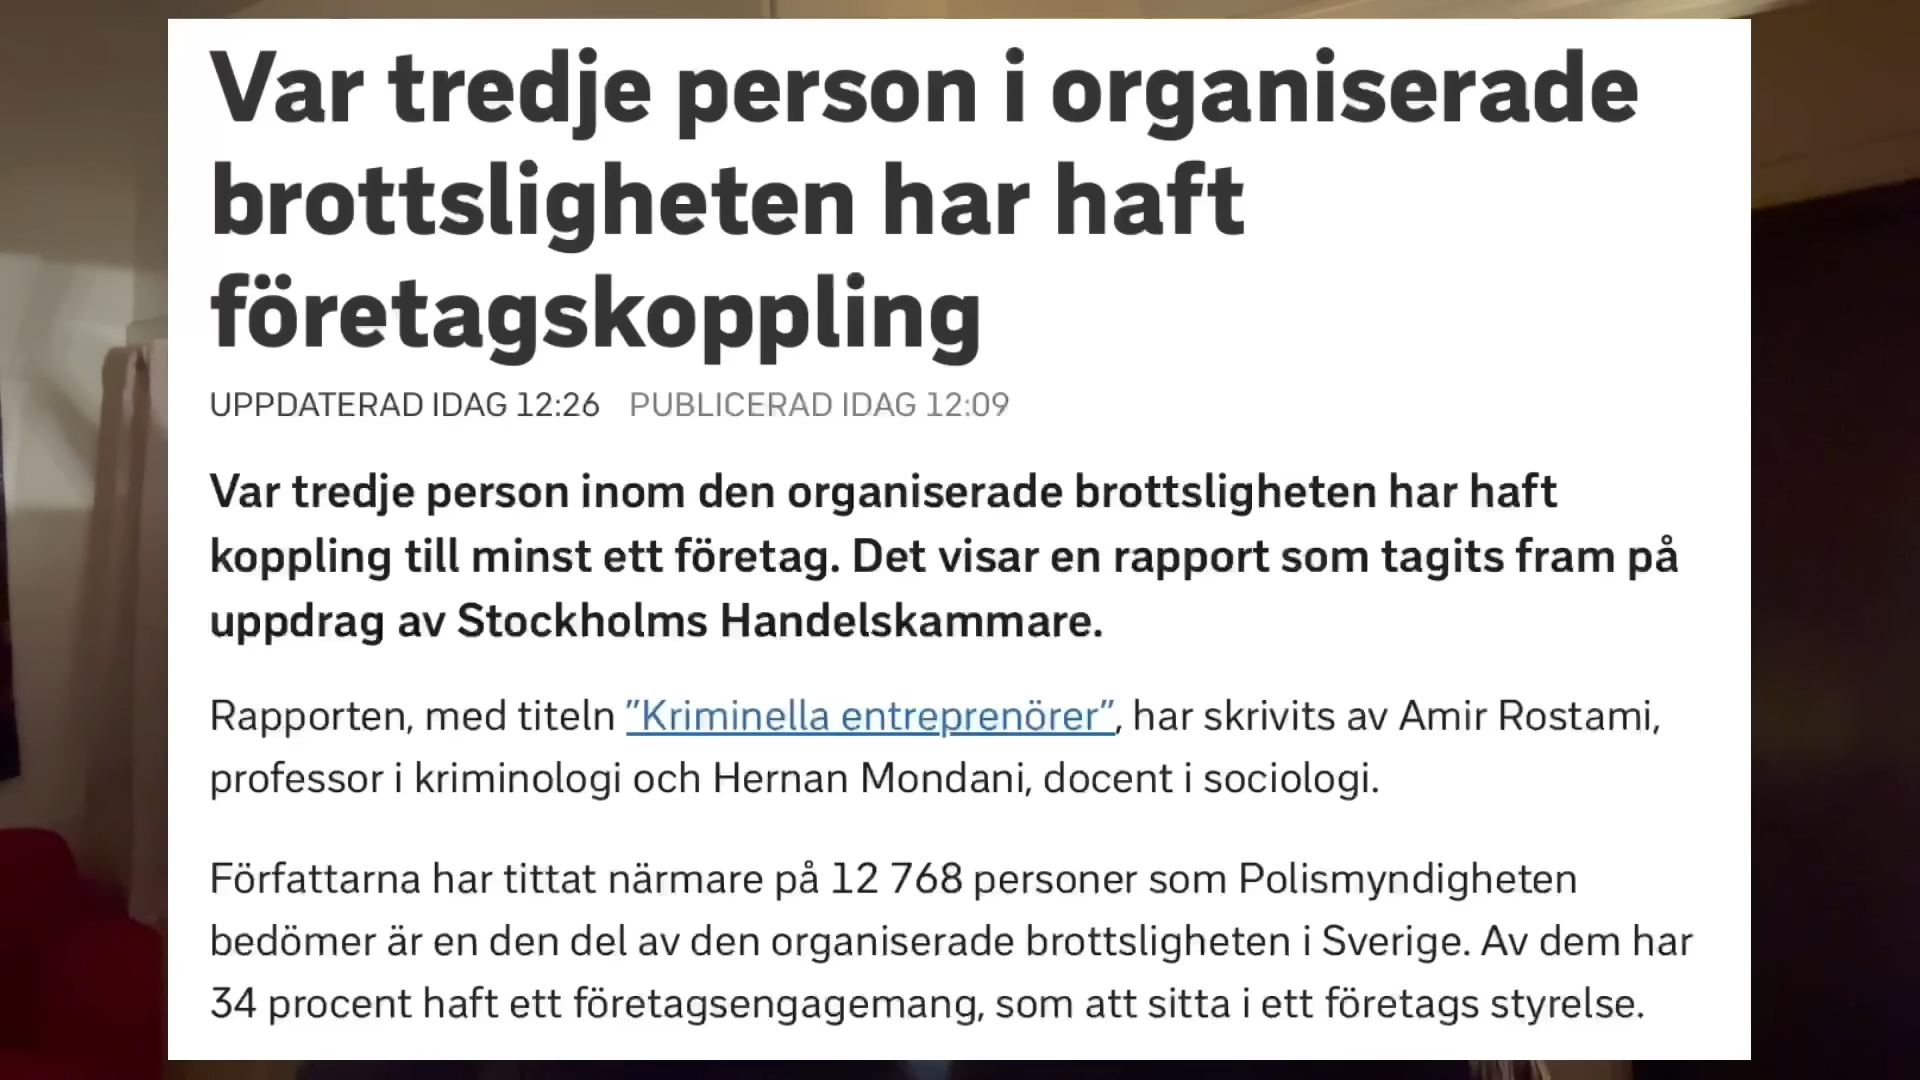 Var tredje person i organiserade
brottsligheten har haft
företagskoppling
UPPDATERAD IDAG 12:26 PUBLICERAD IDAG 12:09
Var tredje person inom den organiserade brottsligheten har haft
koppling till minst ett företag. Det visar en rapport som tagits fram på
uppdrag av Stockholms Handelskammare.
Rapporten, med titeln ”Kriminella entreprenörer”, har skrivits av Amir Rostami,
professor i kriminologi och Hernan Mondani, docent i sociologi.
Författarna har tittat närmare på 12 768 personer som Polismyndigheten
bedömer är en den del av den organiserade brottsligheten i Sverige. Av dem har
34 procent haft ett företagsengagemang, som att sitta i ett företags styrelse.